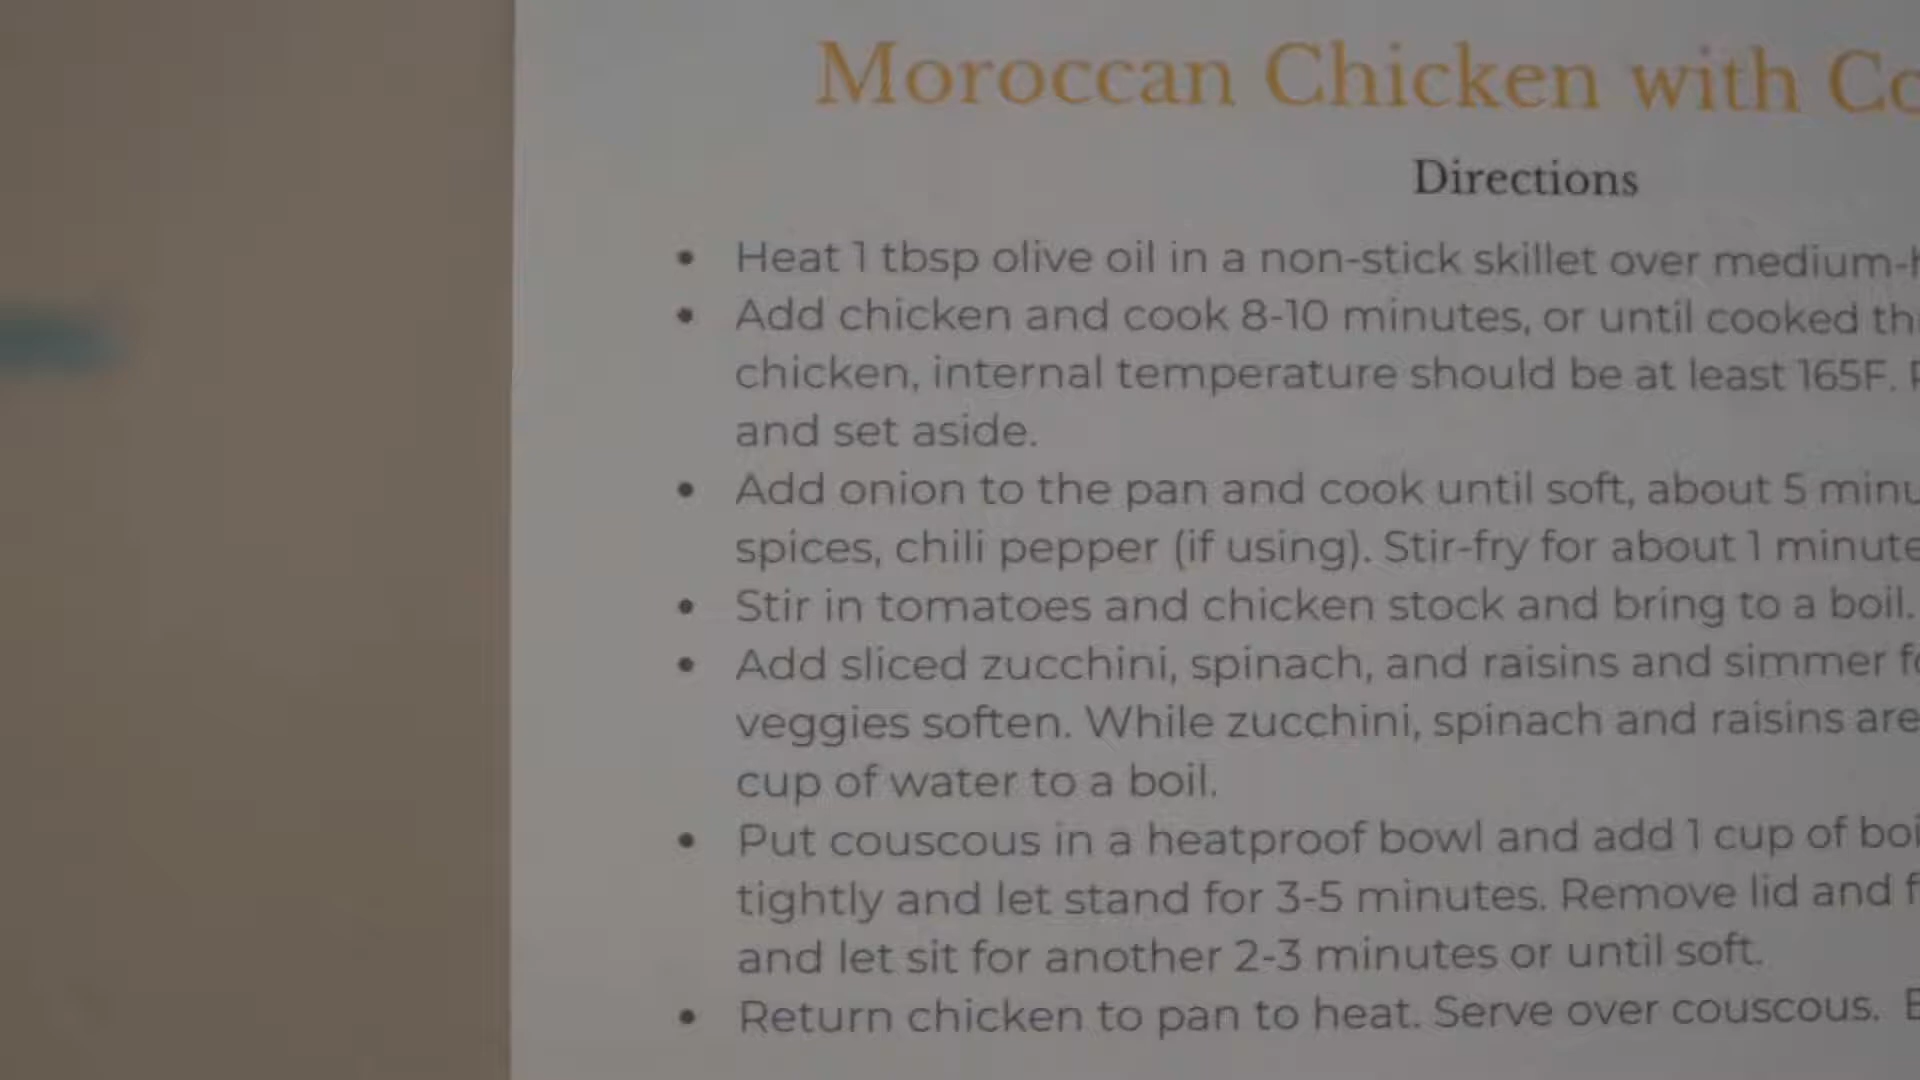 Moroccan Chicken with Co
Directions
• Heat 1 tbsp olive oil in a non-stick skillet over medium-h
• Add chicken and cook 8-10 minutes, or until cooked th
chicken, internal temperature should be at least 165F.
and set aside.
• Add onion to the pan and cook until soft, about 5 minu
spices, chili pepper (if using). Stir-fry for about 1 minute
• Stir in tomatoes and chicken stock and bring to a boil.
• Add sliced zucchini, spinach, and raisins and simmer fo
veggies soften. While zucchini, spinach and raisins are
cup of water to a boil.
• Put couscous in a heatproof bowl and add 1 cup of boi
tightly and let stand for 3-5 minutes. Remove lid and f
and let sit for another 2-3 minutes or until soft.
• Return chicken to pan to heat. Serve over couscous.